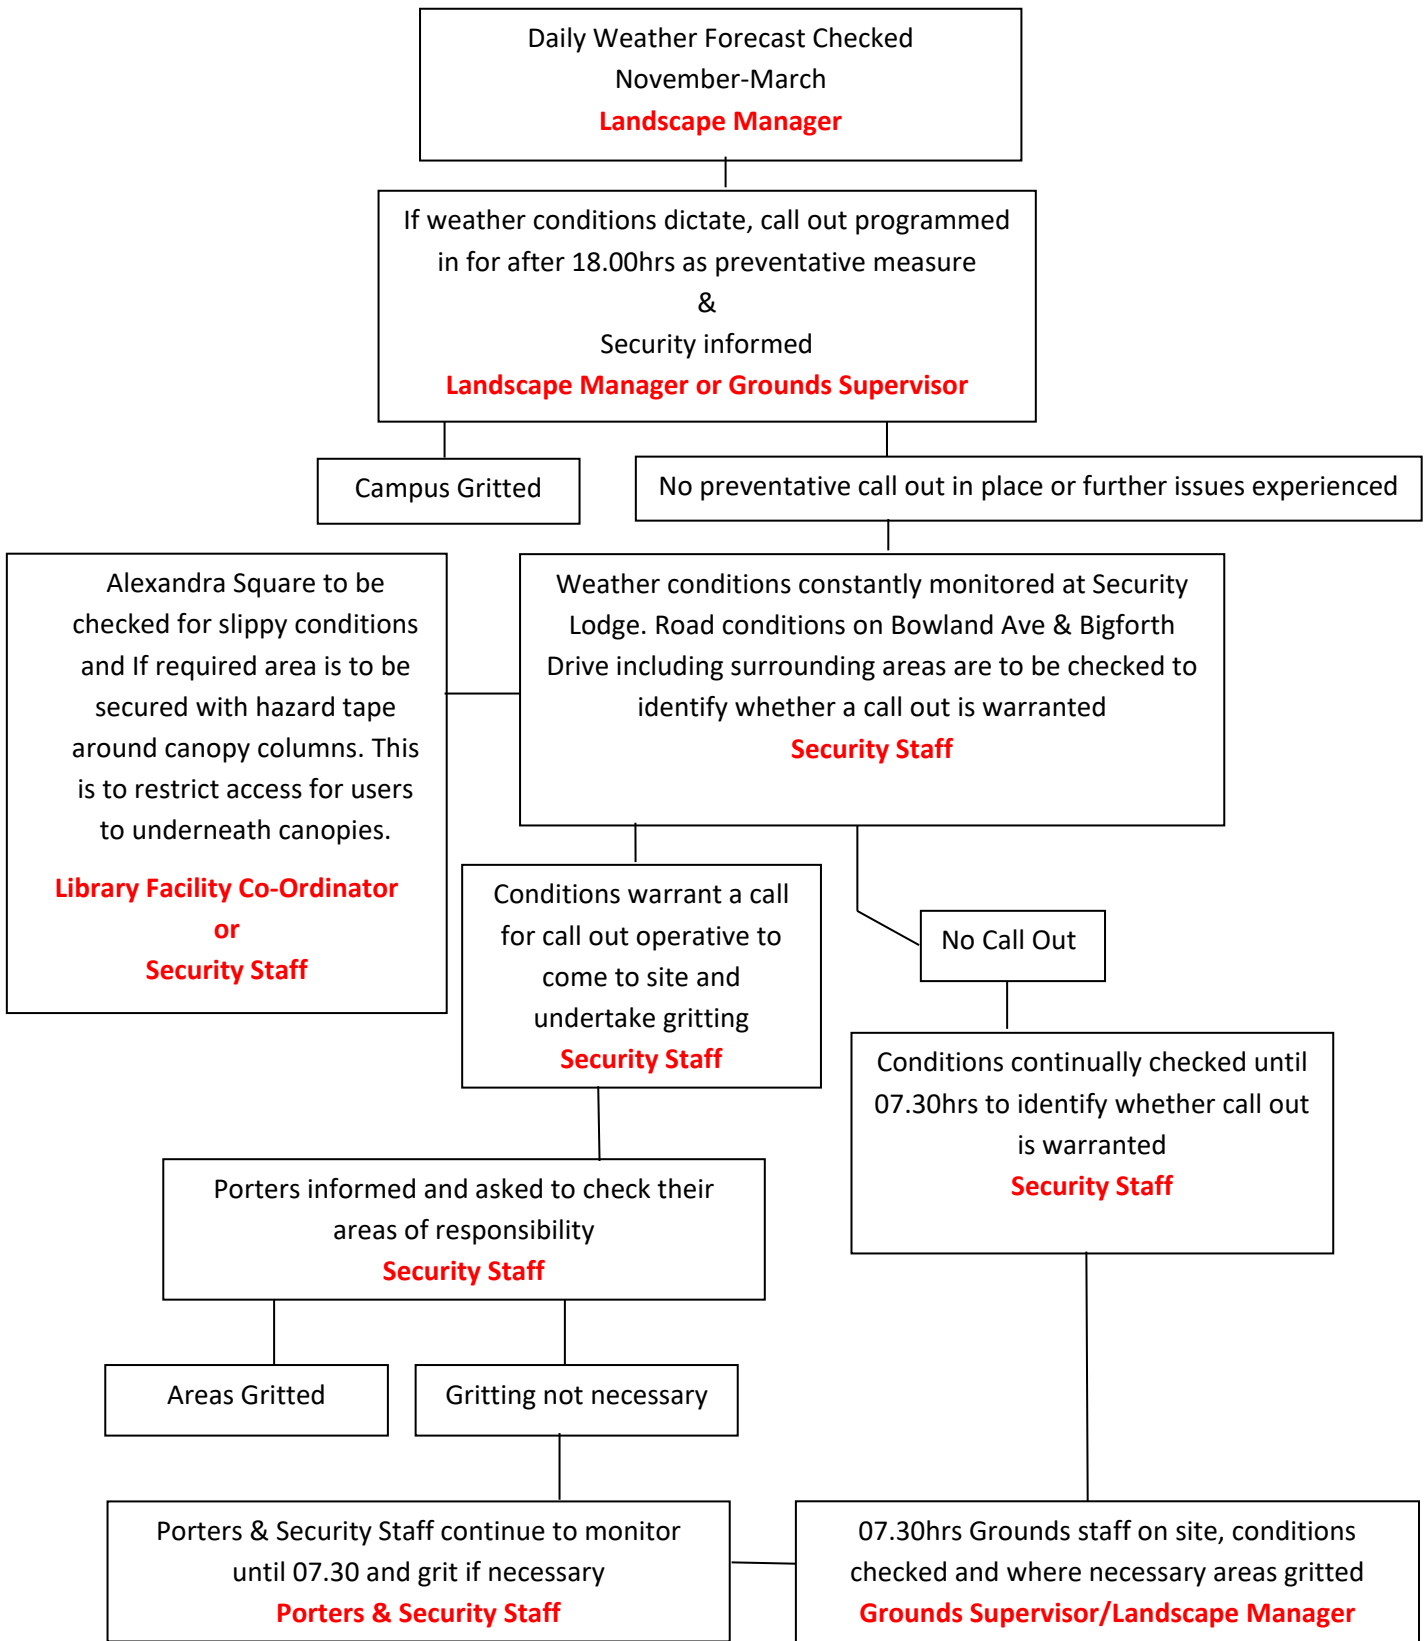 Daily Weather Forecast Checked
November-March
Landscape Manager
If weather conditions dictate, call out programmed
in for after 18.00hrs as preventative measure
&
Security informed
Landscape Manager or Grounds Supervisor
Campus Gritted
No preventative call out in place or further issues experienced
Alexandra Square to be
checked for slippy conditions
and If required area is to be
secured with hazard tape
around canopy columns. This
is to restrict access for users
to underneath canopies.
Library Facility Co-Ordinator
or
Security Staff
Weather conditions constantly monitored at Security
Lodge. Road conditions on Bowland Ave & Bigforth
Drive including surrounding areas are to be checked to
identify whether a call out is warranted
Security Staff
Conditions warrant a call
for call out operative to
come to site and
undertake gritting
Security Staff
No Call Out
Conditions continually checked until
07.30hrs to identify whether call out
is warranted
Security Staff
Porters informed and asked to check their
areas of responsibility
Security Staff
Areas Gritted
Gritting not necessary
Porters & Security Staff continue to monitor
until 07.30 and grit if necessary
Porters & Security Staff
07.30hrs Grounds staff on site, conditions
checked and where necessary areas gritted
Grounds Supervisor/Landscape Manager